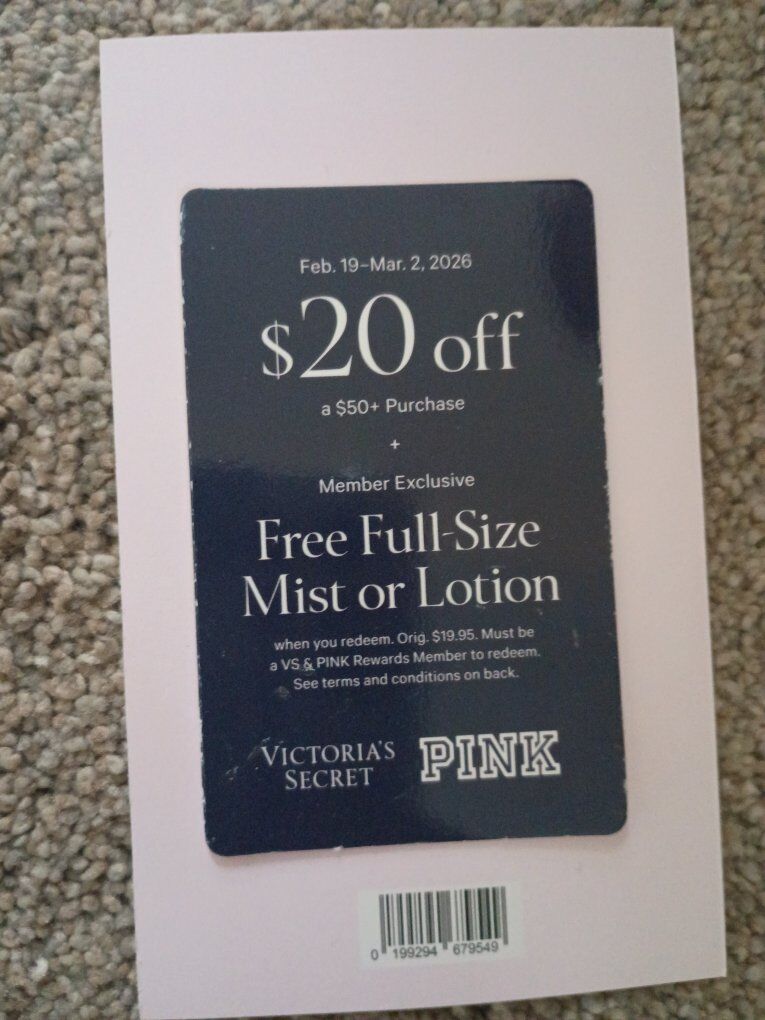 Feb. 19–Mar. 2, 2026
$20 off
a $50+ Purchase
+
Member Exclusive
Free Full-Size
Mist or Lotion
when you redeem. Orig. $19.95. Must be
a VS & PINK Rewards Member to redeem.
See terms and conditions on back.
VICTORIA'S
SECRET
PINK
0 199294 679549